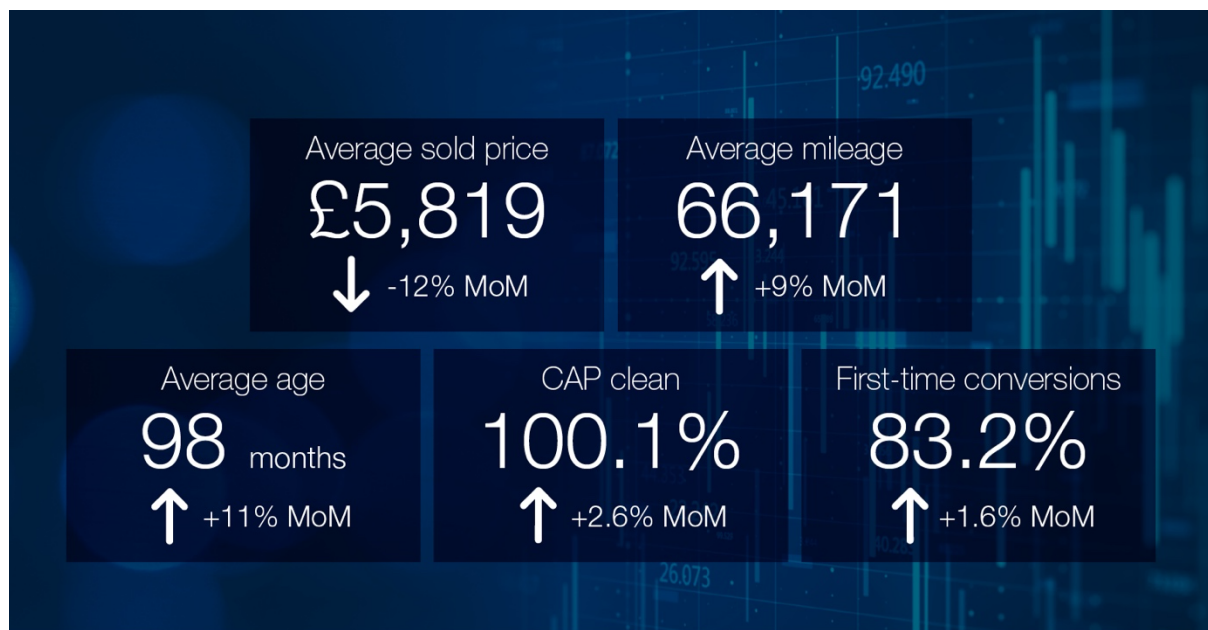 92.490
Average sold price
£5,819
-12% MoM
Average mileage
66,171
+9% MoM
Average age
98 months
+11% MoM
CAP clean
100.1%
+2.6% MoM
First-time conversions
83.2%
+1.6% MoM
26.073